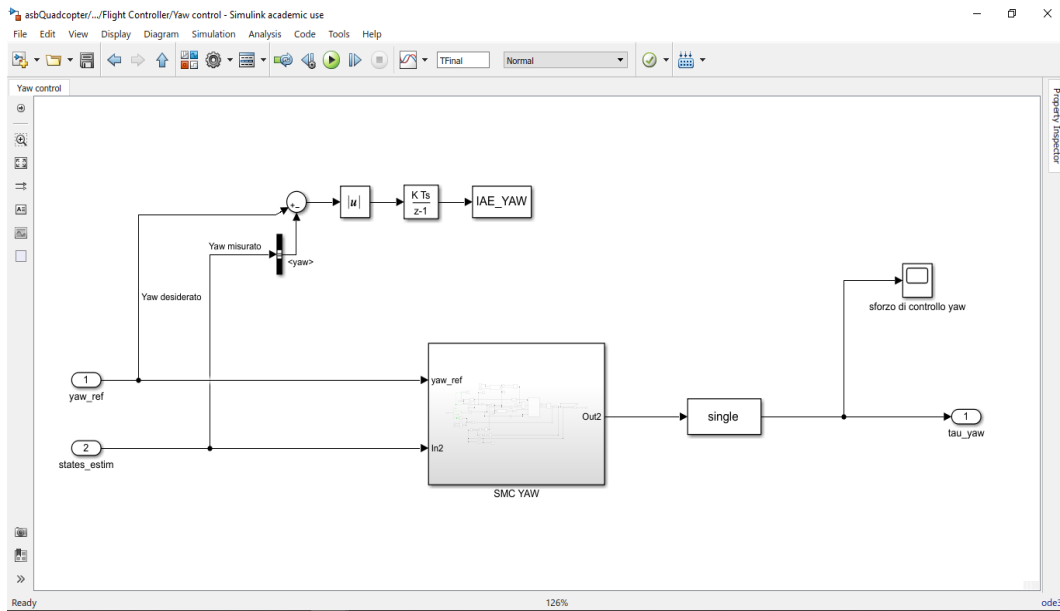 asbQuadcopter/.../Flight Controller/Yaw control - Simulink academic use
File Edit View Display Diagram Simulation Analysis Code Tools Help
TFinal
Normal
Yaw control
Property Inspector
+
-
|u|
K Ts
z-1
IAE_YAW
Yaw misurato
<yaw>
Yaw desiderato
sforzo di controllo yaw
1
yaw_ref
yaw_ref
Out2
single
1
tau_yaw
2
states_estim
In2
SMC YAW
Ready
126%
ode3